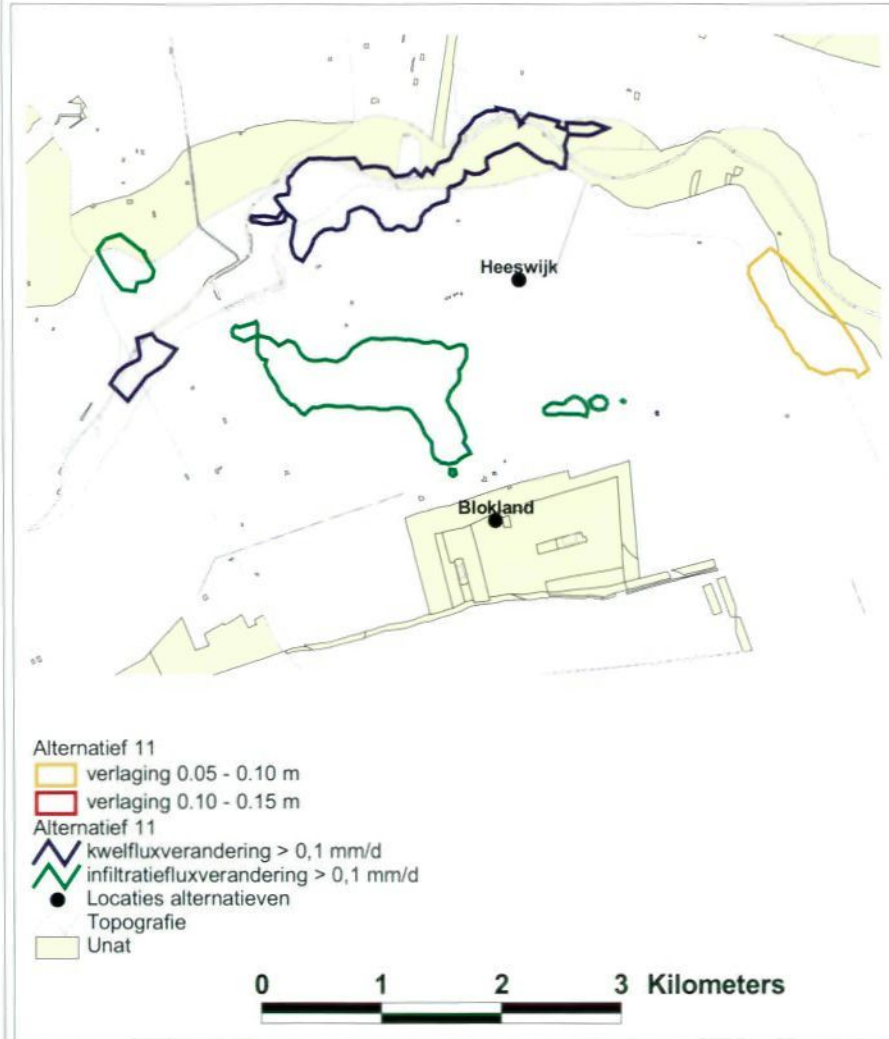 Heeswijk
Blokland
Alternatief 11
verlaging 0.05 - 0.10 m
verlaging 0.10 - 0.15 m
Alternatief 11
kwelfluxverandering > 0,1 mm/d
infiltratiefluxverandering > 0,1 mm/d
Locaties alternatieven
Topografie
Unat
0 1 2 3 Kilometers